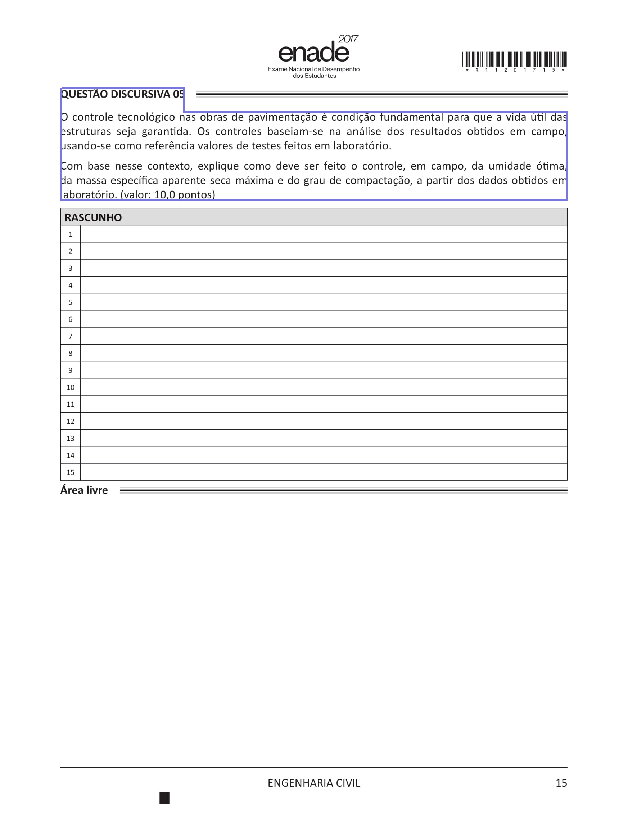 2017
enade
Exame Nacional de Desempenho
dos Estudantes
QUESTÃO DISCURSIVA 05
O controle tecnológico nas obras de pavimentação é condição fundamental para que a vida útil das
estruturas seja garantida. Os controles baseiam-se na análise dos resultados obtidos em campo,
usando-se como referência valores de testes feitos em laboratório.
Com base nesse contexto, explique como deve ser feito o controle, em campo, da umidade ótima,
da massa específica aparente seca máxima e do grau de compactação, a partir dos dados obtidos em
laboratório. (valor: 10,0 pontos)
RASCUNHO
1
2
3
4
5
6
7
8
9
10
11
12
13
14
15
Área livre
ENGENHARIA CIVIL 15